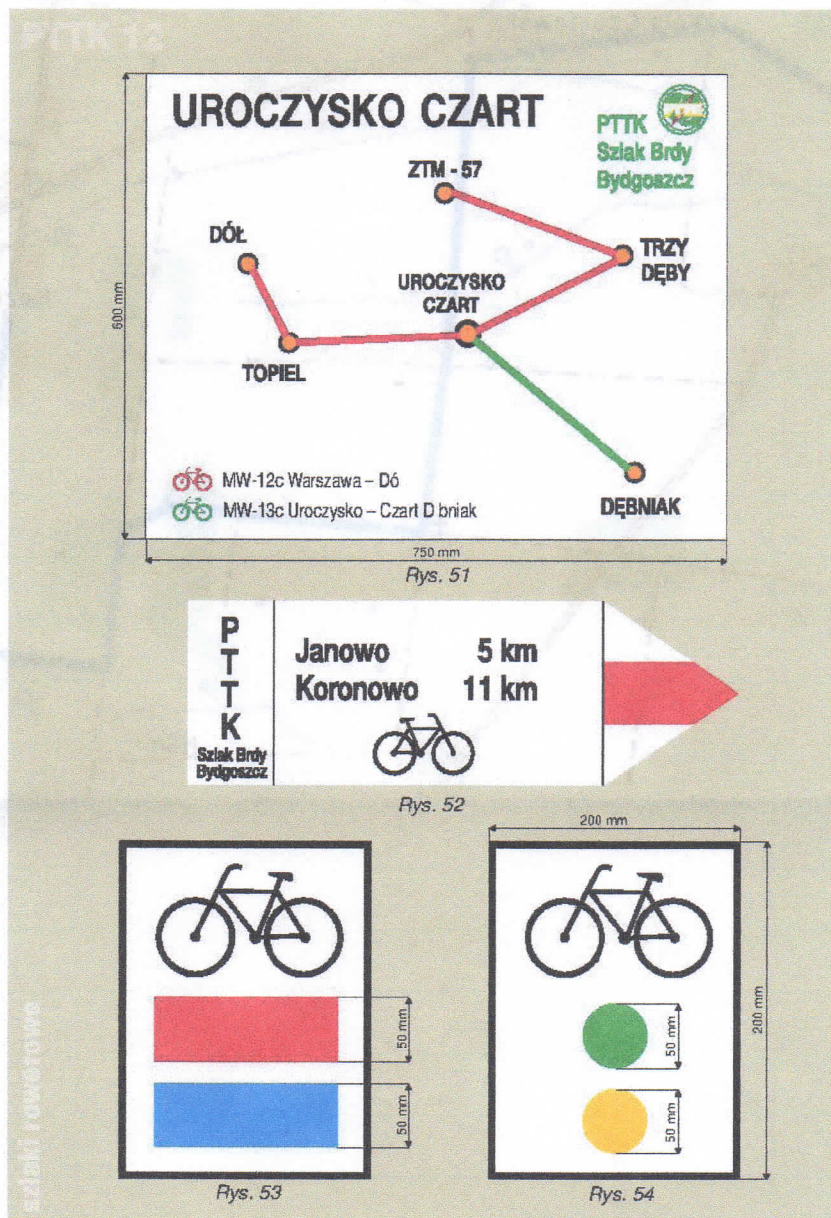 PTTK 12
600 mm
UROCZYSKO CZART
PTTK
Szlak Brdy
Bydgoszcz
ZTM - 57
DÓŁ
TRZY
DĘBY
UROCZYSKO
CZART
TOPIEL
DĘBNIAK
MW-12c Warszawa – Dó
MW-13c Uroczysko – Czart D bniak
750 mm
Rys. 51
PTTK
Szlak Brdy
Bydgoszcz
Janowo 5 km
Koronowo 11 km
Rys. 52
50 mm
50 mm
Rys. 53
200 mm
200 mm
50 mm
50 mm
Rys. 54
szlaki rowerowe